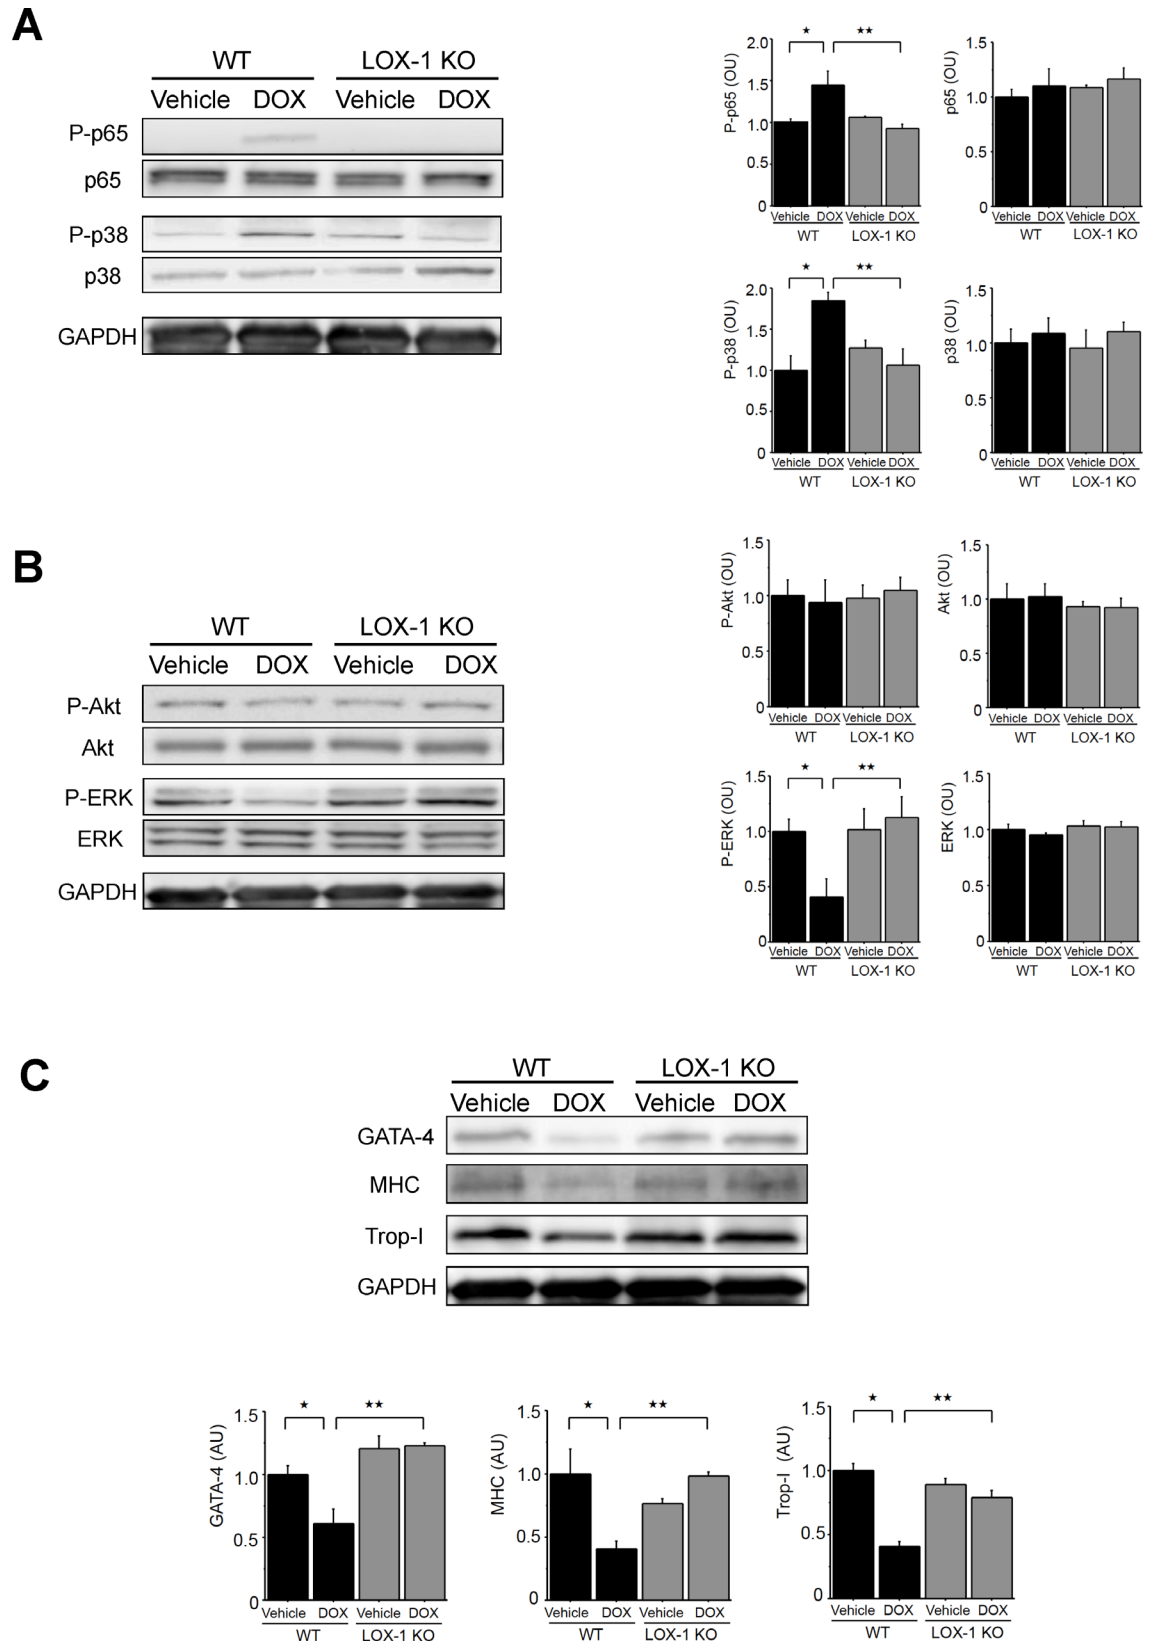 A
WT LOX-1 KO
Vehicle DOX Vehicle DOX
P-p65
p65
P-p38
p38
GAPDH
★ ★★
P-p65 (OU)
2.0
1.5
1.0
0.5
0
Vehicle DOX Vehicle DOX
WT LOX-1 KO
p65 (OU)
1.5
1.0
0.5
0
Vehicle DOX Vehicle DOX
WT LOX-1 KO
★ ★★
P-p38 (OU)
2.0
1.5
1.0
0.5
0
Vehicle DOX Vehicle DOX
WT LOX-1 KO
p38 (OU)
1.5
1.0
0.5
0
Vehicle DOX Vehicle DOX
WT LOX-1 KO
B
WT LOX-1 KO
Vehicle DOX Vehicle DOX
P-Akt
Akt
P-ERK
ERK
GAPDH
P-Akt (OU)
1.5
1.0
0.5
0
Vehicle DOX Vehicle DOX
WT LOX-1 KO
Akt (OU)
1.5
1.0
0.5
0
Vehicle DOX Vehicle DOX
WT LOX-1 KO
★ ★★
P-ERK (OU)
1.5
1.0
0.5
0
Vehicle DOX Vehicle DOX
WT LOX-1 KO
ERK (OU)
1.5
1.0
0.5
0
Vehicle DOX Vehicle DOX
WT LOX-1 KO
C
WT LOX-1 KO
Vehicle DOX Vehicle DOX
GATA-4
MHC
Trop-I
GAPDH
★ ★★
GATA-4 (AU)
1.5
1.0
0.5
0
Vehicle DOX Vehicle DOX
WT LOX-1 KO
★ ★★
MHC (AU)
1.5
1.0
0.5
0
Vehicle DOX Vehicle DOX
WT LOX-1 KO
★ ★★
Trop-I (AU)
1.5
1.0
0.5
0
Vehicle DOX Vehicle DOX
WT LOX-1 KO